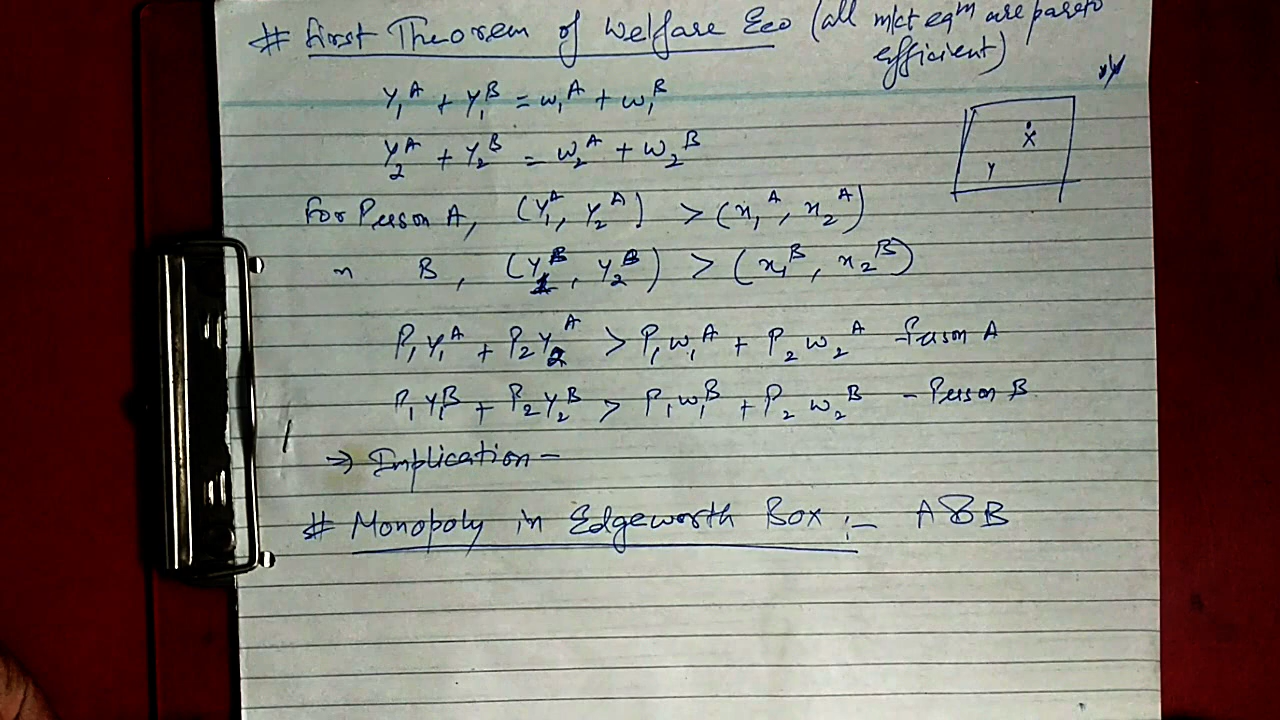 # First Theorem of Welfare Eco (all mkt eqm are pareto
efficient)
Y₁ᴬ + Y₁ᴮ = w₁ᴬ + w₁ᴮ
Y₂ᴬ + Y₂ᴮ = w₂ᴬ + w₂ᴮ
X
Y
For Person A, (Y₁ᴬ, Y₂ᴬ) > (x₁ᴬ, x₂ᴬ)
" B, (Y₁ᴮ, Y₂ᴮ) > (x₁ᴮ, x₂ᴮ)
P₁Y₁ᴬ + P₂Y₂ᴬ > P₁w₁ᴬ + P₂w₂ᴬ - Person A
P₁Y₁ᴮ + P₂Y₂ᴮ > P₁w₁ᴮ + P₂w₂ᴮ - Person B
⇒ Implication -
# Monopoly in Edgeworth Box :- A & B